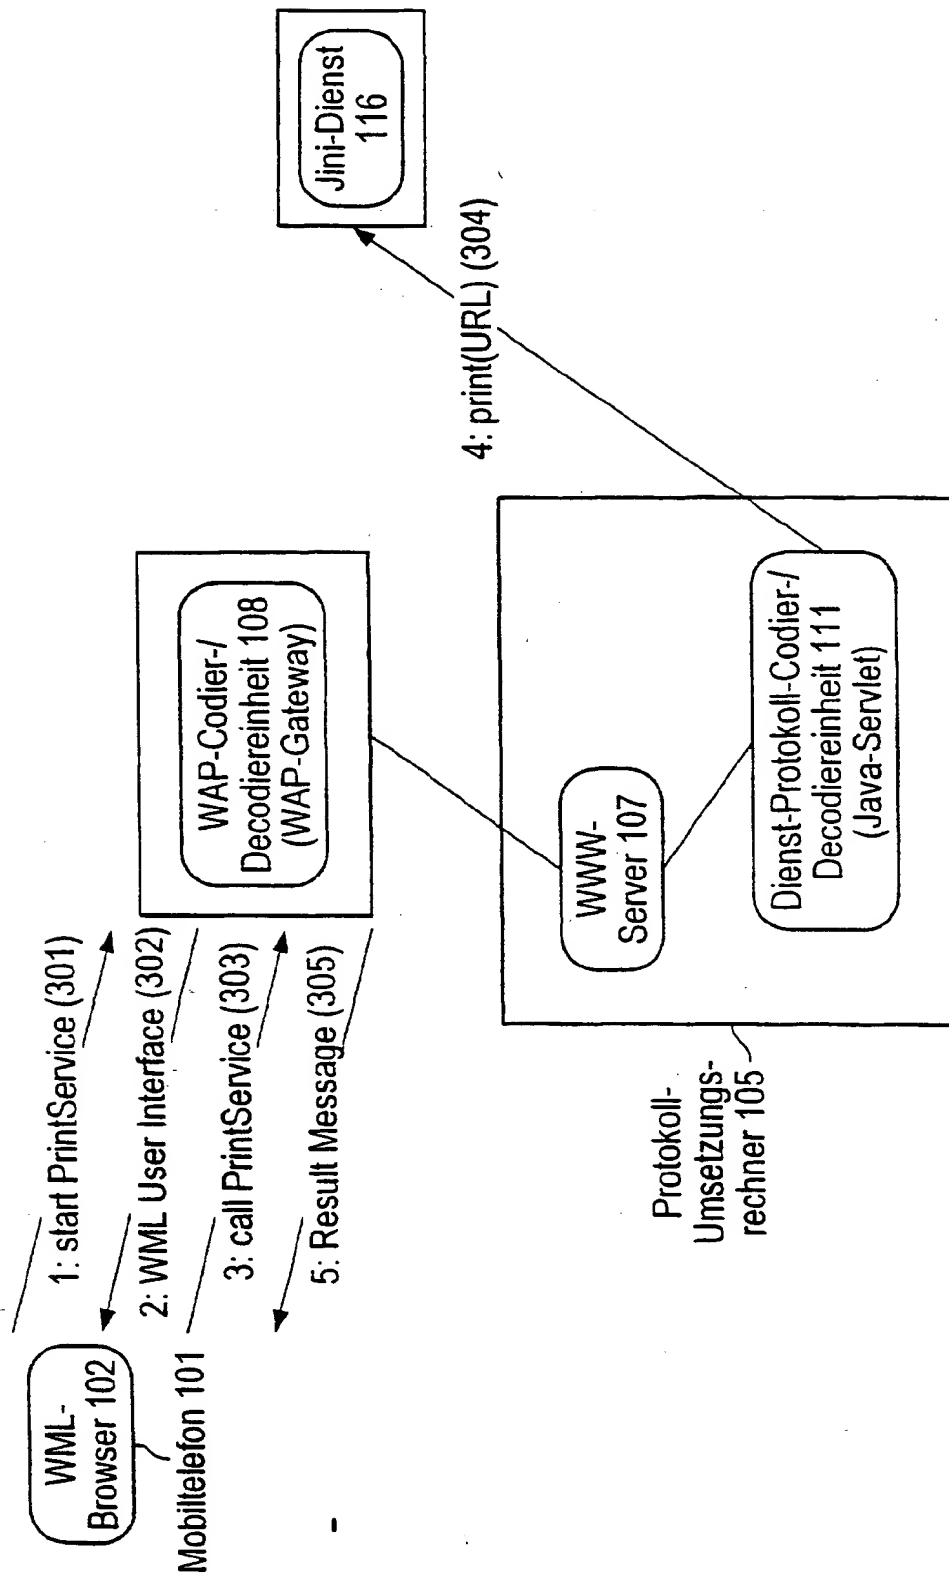 WML-
Browser 102
Mobiltelefon 101
1: start PrintService (301)
2: WML User Interface (302)
3: call PrintService (303)
5: Result Message (305)
WAP-Codier-/
Decodiereinheit 108
(WAP-Gateway)
Protokoll-
Umsetzungs-
rechner 105
WWW-
Server 107
Dienst-Protokoll-Codier-/
Decodiereinheit 111
(Java-Servlet)
4: print(URL) (304)
Jini-Dienst
116